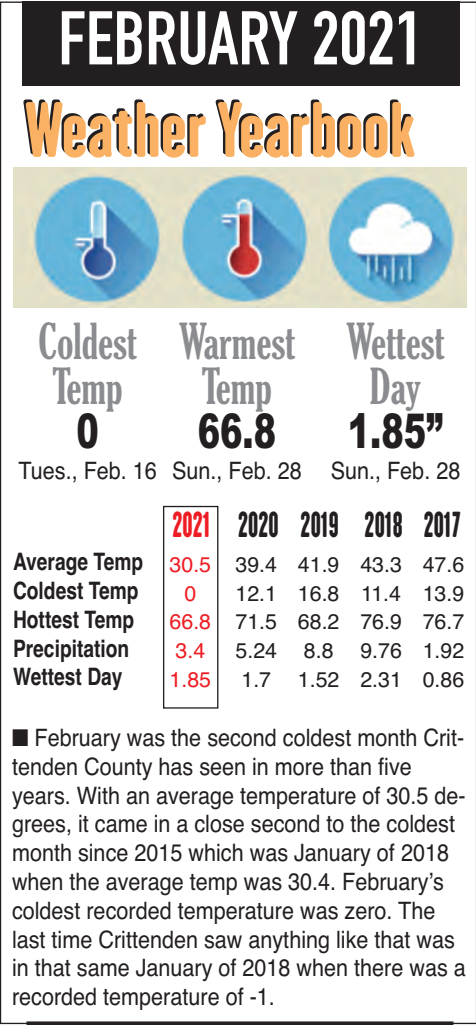 FEBRUARY 2021
Weather Yearbook
Coldest Temp Warmest Temp Wettest Day
0 66.8 1.85”
Tues., Feb. 16 Sun., Feb. 28 Sun., Feb. 28
2021 2020 2019 2018 2017
Average Temp 30.5 39.4 41.9 43.3 47.6
Coldest Temp 0 12.1 16.8 11.4 13.9
Hottest Temp 66.8 71.5 68.2 76.9 76.7
Precipitation 3.4 5.24 8.8 9.76 1.92
Wettest Day 1.85 1.7 1.52 2.31 0.86
■ February was the second coldest month Crit-
tenden County has seen in more than five
years. With an average temperature of 30.5 de-
grees, it came in a close second to the coldest
month since 2015 which was January of 2018
when the average temp was 30.4. February’s
coldest recorded temperature was zero. The
last time Crittenden saw anything like that was
in that same January of 2018 when there was a
recorded temperature of -1.